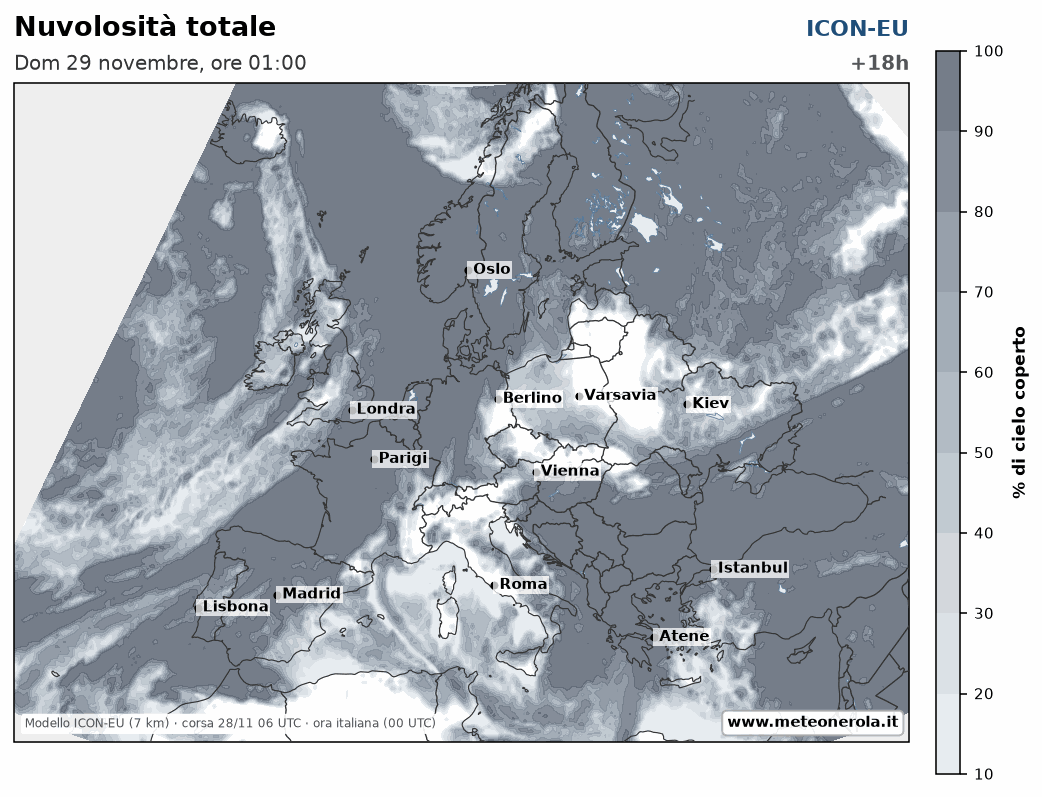 Nuvolosità totale
ICON-EU
Dom 29 novembre, ore 01:00
+18h
100
90
80
70
60
50
40
30
20
10
% di cielo coperto
Oslo
Berlino
Varsavia
Kiev
Londra
Parigi
Vienna
Istanbul
Roma
Madrid
Lisbona
Atene
Modello ICON-EU (7 km) · corsa 28/11 06 UTC · ora italiana (00 UTC)
www.meteonerola.it